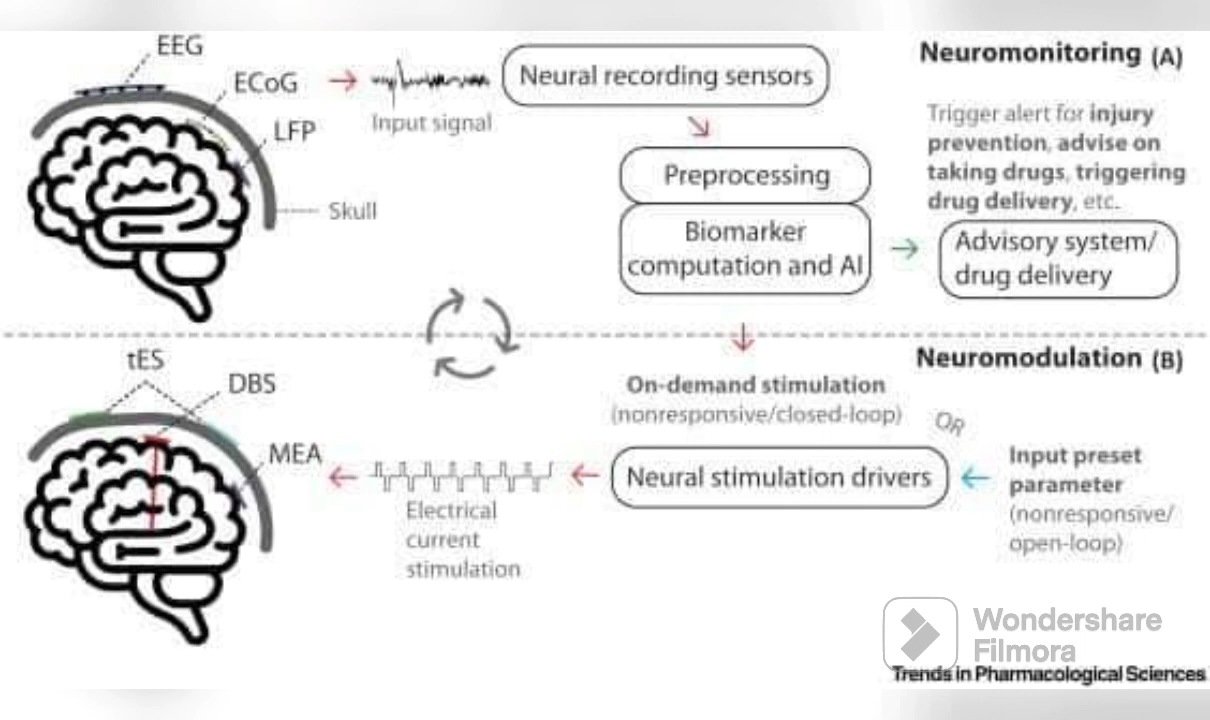 EEG
ECoG
LFP
Skull
Input signal
Neural recording sensors
Preprocessing
Biomarker
computation and AI
Neuromonitoring (A)
Trigger alert for injury
prevention, advise on
taking drugs, triggering
drug delivery, etc.
Advisory system/
drug delivery
Neuromodulation (B)
tES
DBS
MEA
Electrical
current
stimulation
On-demand stimulation
(nonresponsive/closed-loop)
OR
Neural stimulation drivers
Input preset
parameter
(nonresponsive/
open-loop)
Wondershare
Filmora
Trends in Pharmacological Sciences